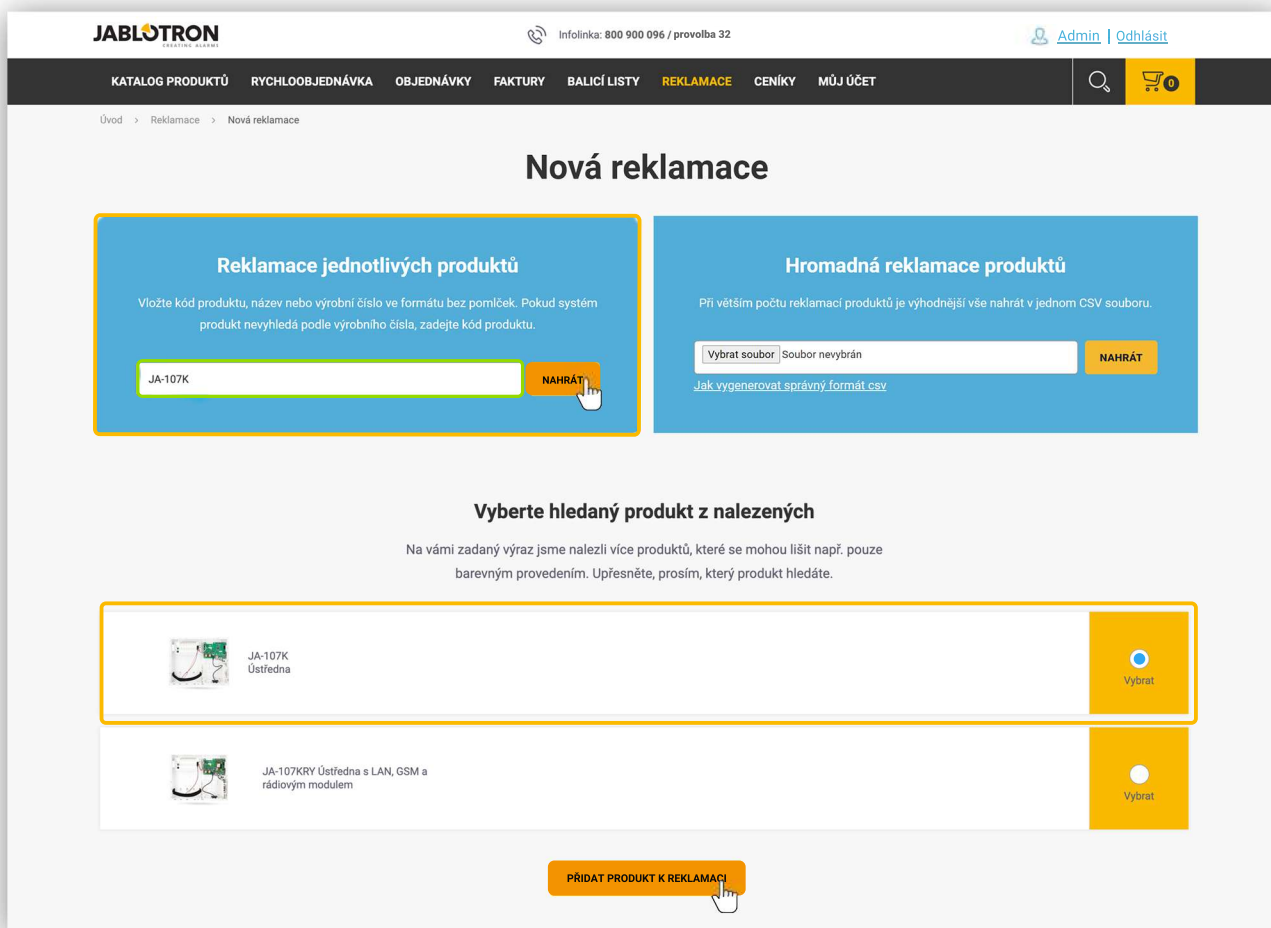 JABLOTRON
CREATING ALARMS
Infolinka: 800 900 096 / provolba 32
Admin | Odhlásit
KATALOG PRODUKTŮ RYCHLOOBJEDNÁVKA OBJEDNÁVKY FAKTURY BALICÍ LISTY REKLAMACE CENÍKY MŮJ ÚČET
0
Úvod > Reklamace > Nová reklamace
Nová reklamace
Reklamace jednotlivých produktů
Vložte kód produktu, název nebo výrobní číslo ve formátu bez pomlček. Pokud systém
produkt nevyhledá podle výrobního čísla, zadejte kód produktu.
JA-107K
NAHRÁT
Hromadná reklamace produktů
Při větším počtu reklamací produktů je výhodnější vše nahrát v jednom CSV souboru.
Vybrat soubor Soubor nevybrán
NAHRÁT
Jak vygenerovat správný formát csv
Vyberte hledaný produkt z nalezených
Na vámi zadaný výraz jsme nalezli více produktů, které se mohou lišit např. pouze
barevným provedením. Upřesněte, prosím, který produkt hledáte.
JA-107K
Ústředna
Vybrat
JA-107KRY Ústředna s LAN, GSM a
rádiovým modulem
Vybrat
PŘIDAT PRODUKT K REKLAMACI